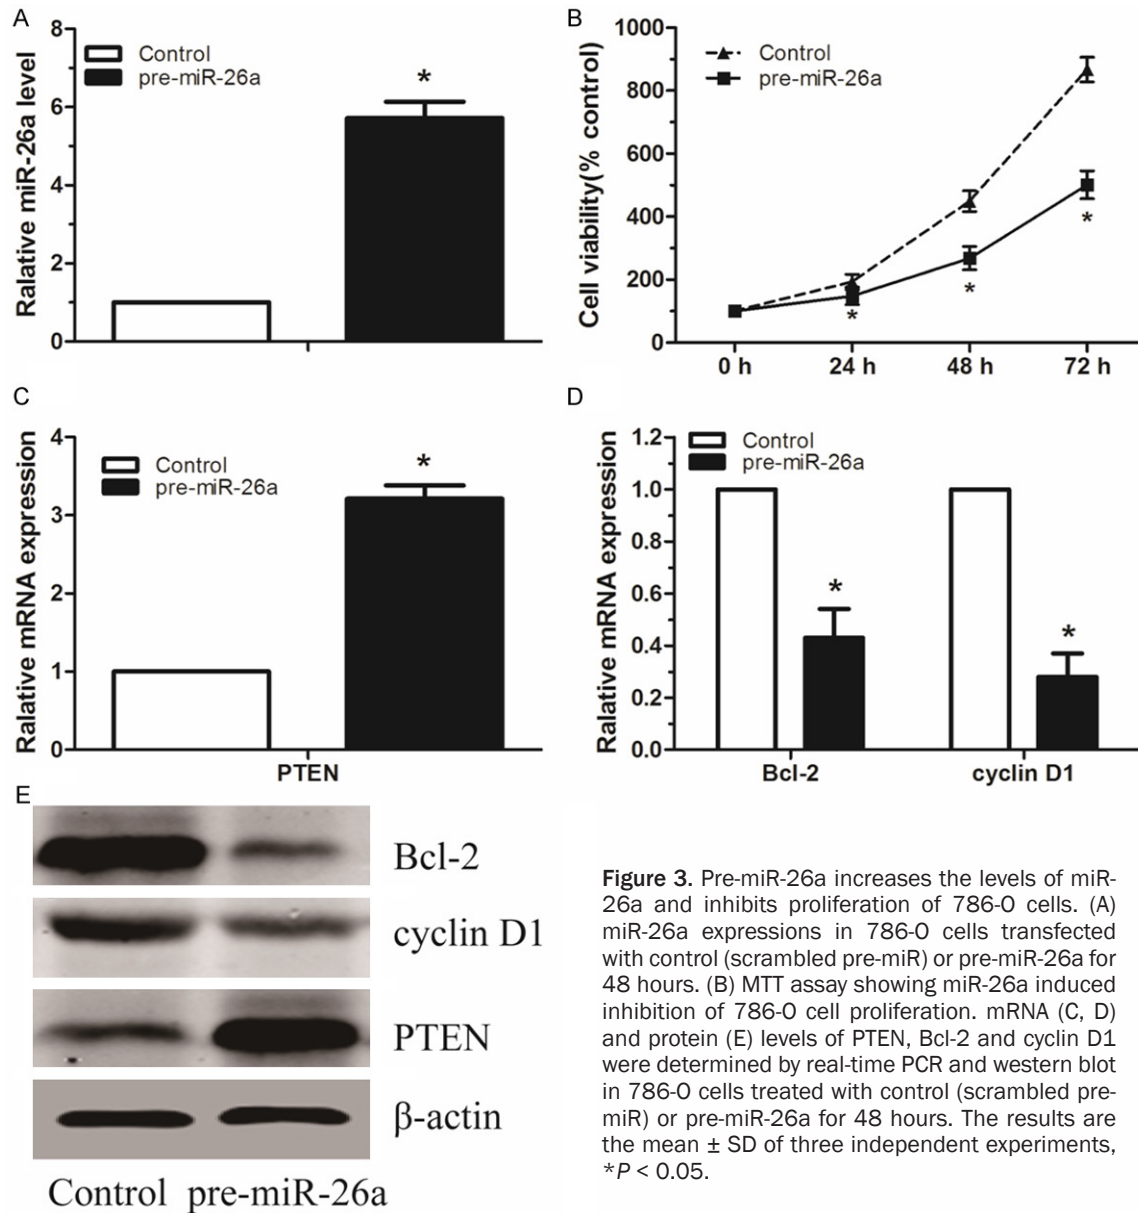 A
Ralative miR-26a level
8
6
4
2
0
Control
pre-miR-26a
*
B
Cell viability(% control)
1000
800
600
400
200
0
Control
pre-miR-26a
*
*
*
0 h
24 h
48 h
72 h
C
Ralative mRNA expression
4
3
2
1
0
Control
pre-miR-26a
*
PTEN
D
Ralative mRNA expression
1.2
1.0
0.8
0.6
0.4
0.2
0.0
Control
pre-miR-26a
*
*
Bcl-2
cyclin D1
E
Bcl-2
cyclin D1
PTEN
β-actin
Control pre-miR-26a
Figure 3. Pre-miR-26a increases the levels of miR-
26a and inhibits proliferation of 786-O cells. (A)
miR-26a expressions in 786-O cells transfected
with control (scrambled pre-miR) or pre-miR-26a for
48 hours. (B) MTT assay showing miR-26a induced
inhibition of 786-O cell proliferation. mRNA (C, D)
and protein (E) levels of PTEN, Bcl-2 and cyclin D1
were determined by real-time PCR and western blot
in 786-O cells treated with control (scrambled pre-
miR) or pre-miR-26a for 48 hours. The results are
the mean ± SD of three independent experiments,
*P < 0.05.